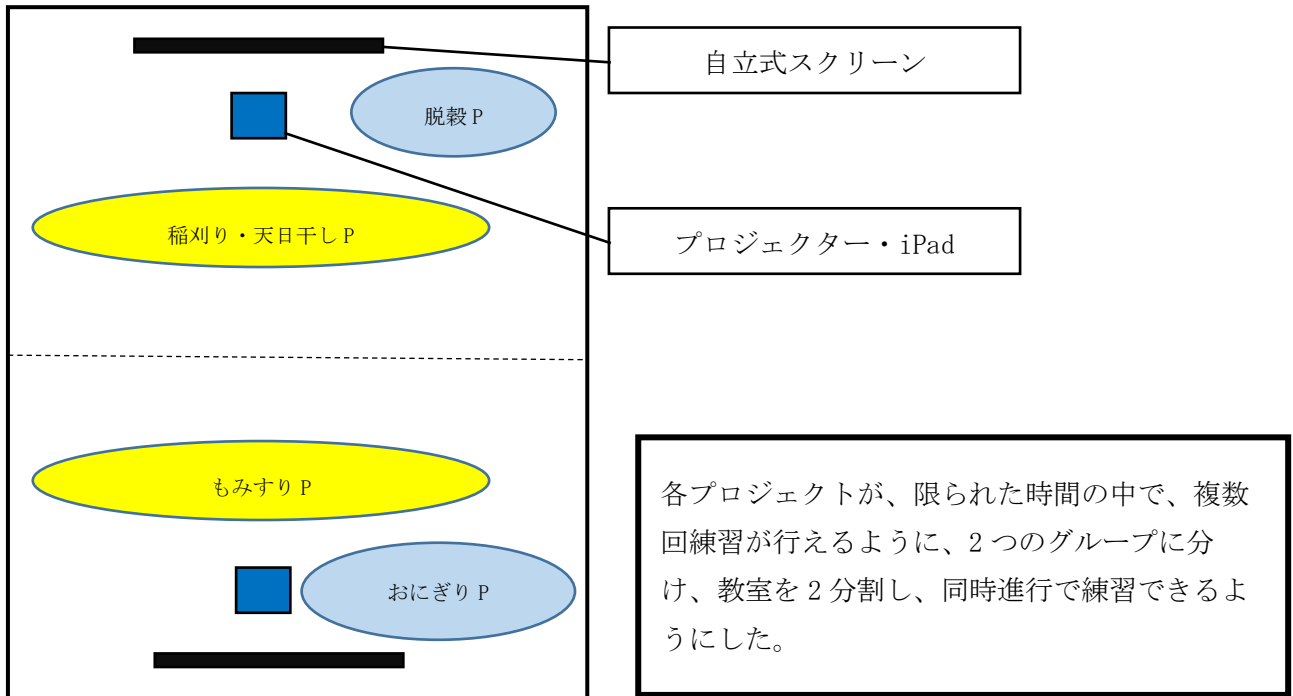 自立式スクリーン
脱穀 P
稲刈り・天日干し P
プロジェクター・iPad
もみすり P
おにぎり P
各プロジェクトが、限られた時間の中で、複数
回練習が行えるように、2 つのグループに分
け、教室を 2 分割し、同時進行で練習できるよ
うにした。